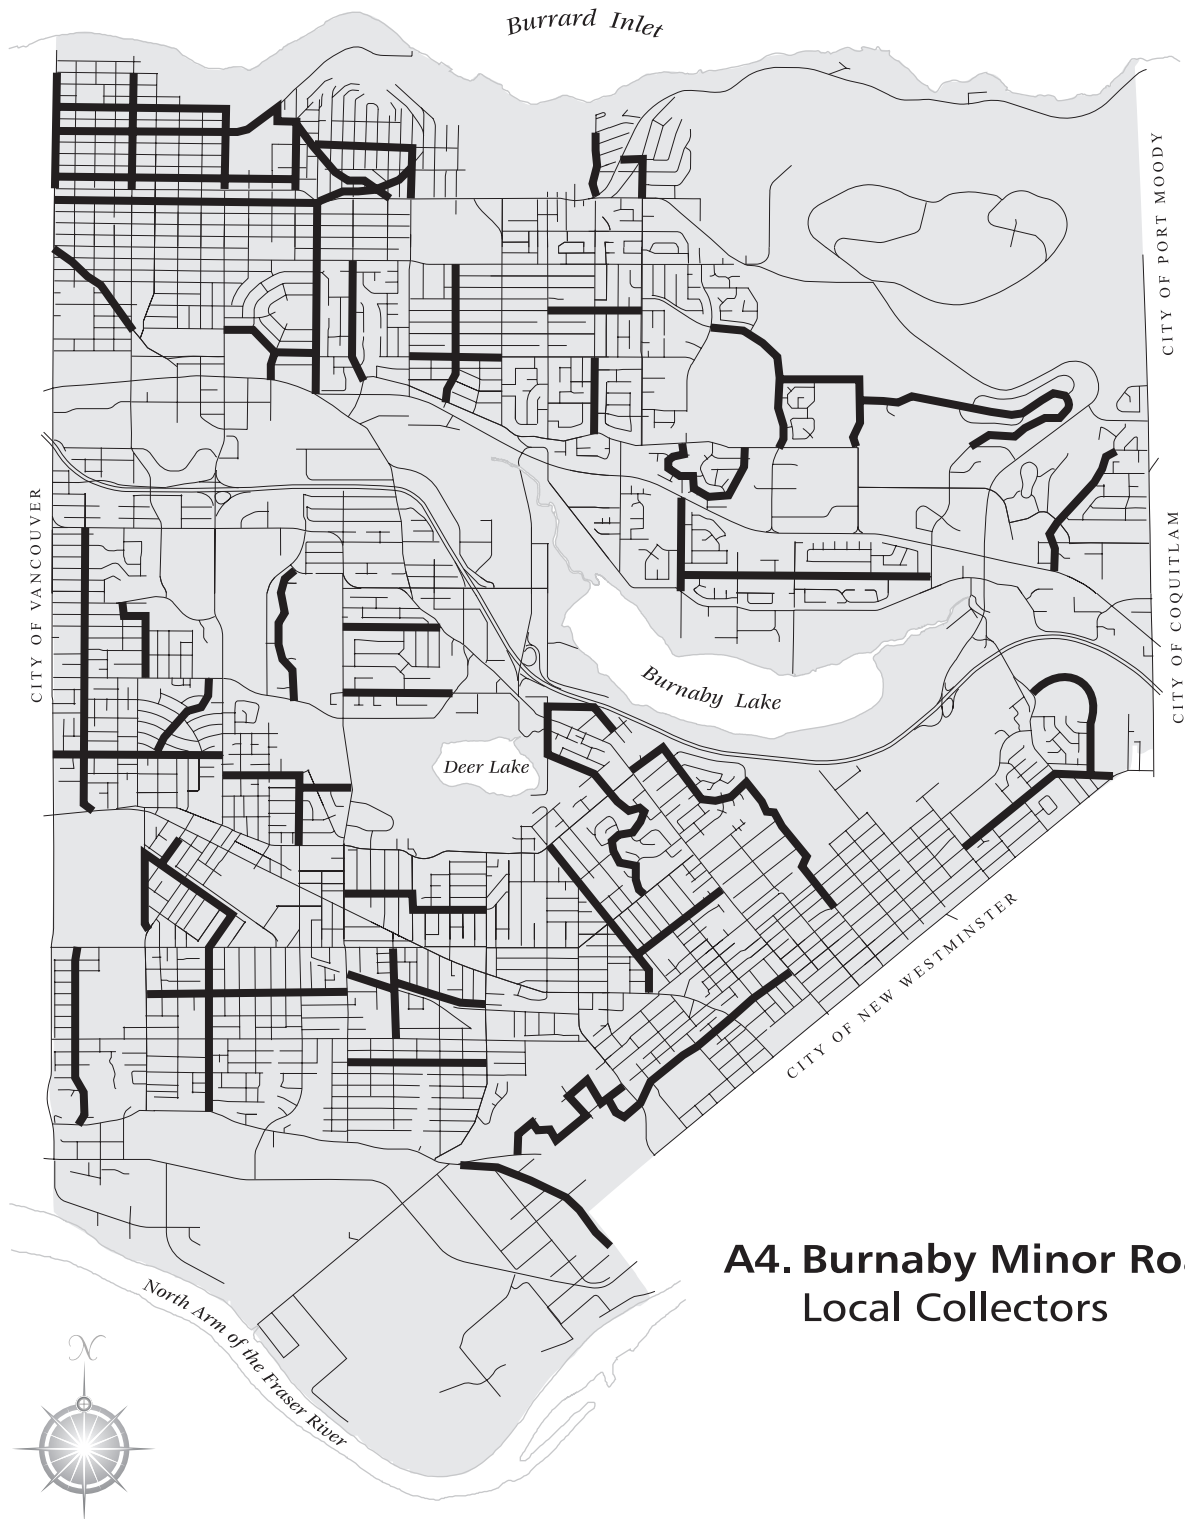 Burrard Inlet
CITY OF PORT MOODY
CITY OF VANCOUVER
CITY OF COQUITLAM
Burnaby Lake
Deer Lake
CITY OF NEW WESTMINSTER
A4. Burnaby Minor
Local Collectors
North Arm of the Fraser River
N